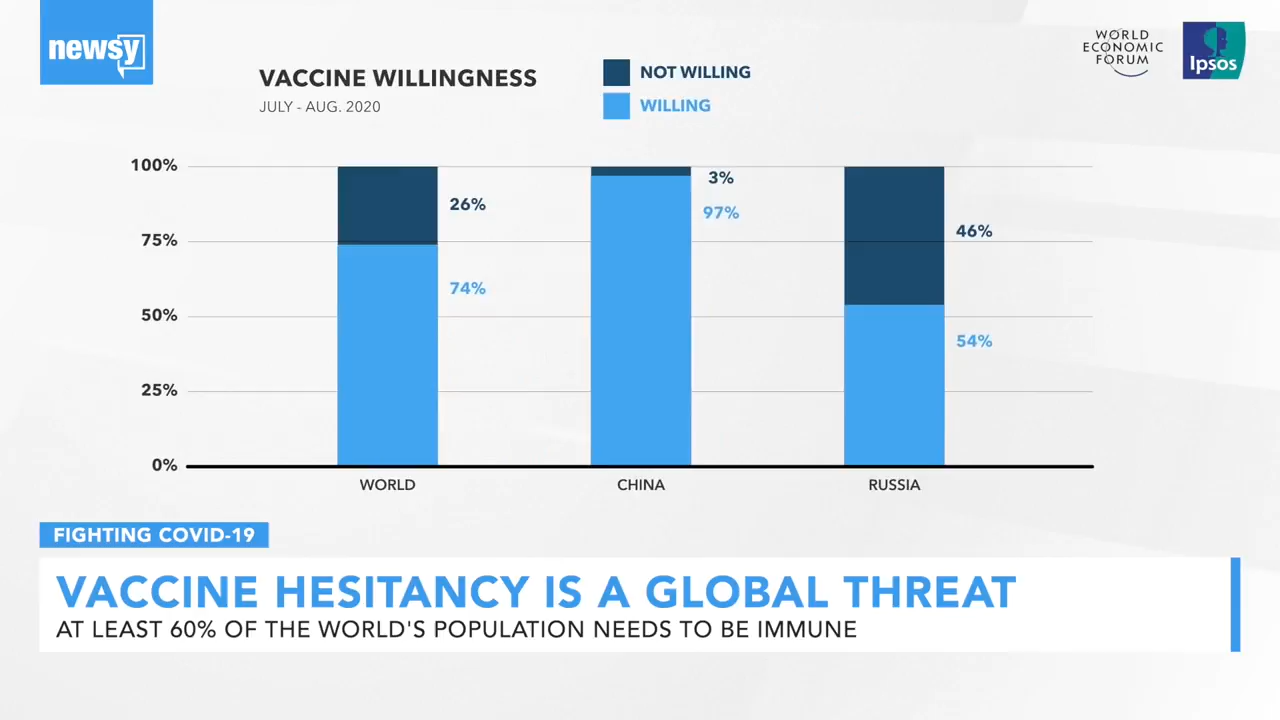 newsy
VACCINE WILLINGNESS
JULY - AUG. 2020
NOT WILLING
WILLING
WORLD
ECONOMIC
FORUM
Ipsos
100%
75%
50%
25%
0%
26%
74%
3%
97%
46%
54%
WORLD
CHINA
RUSSIA
FIGHTING COVID-19
VACCINE HESITANCY IS A GLOBAL THREAT
AT LEAST 60% OF THE WORLD'S POPULATION NEEDS TO BE IMMUNE